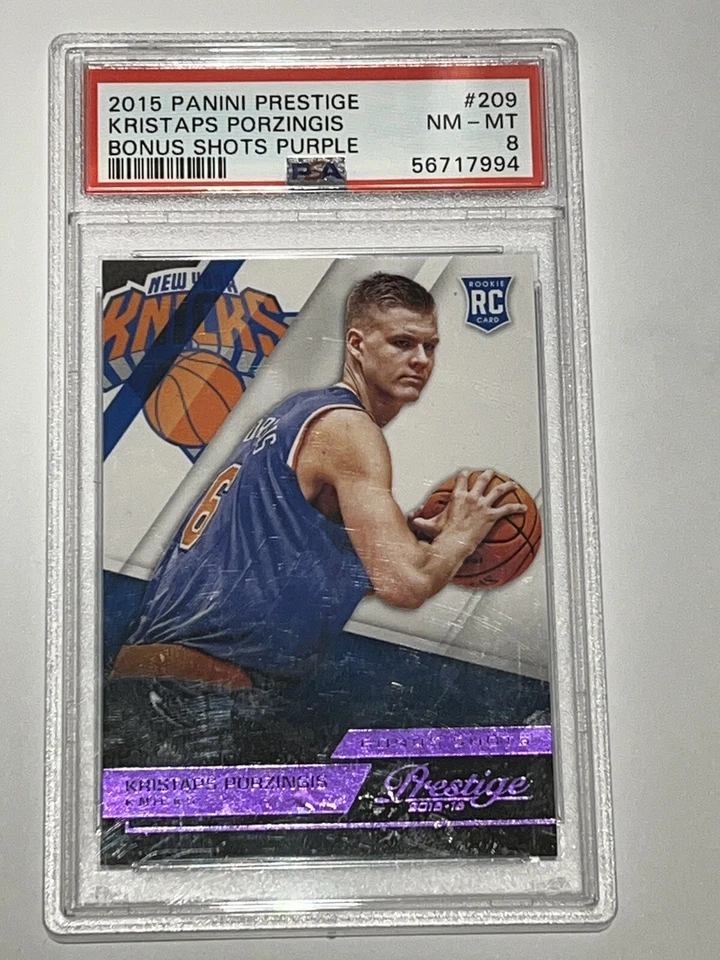 2015 PANINI PRESTIGE #209
KRISTAPS PORZINGIS NM - MT
BONUS SHOTS PURPLE 8
PSA 56717994
NEW YORK
KNICKS
ROOKIE
RC
CARD
6
KRISTAPS PORZINGIS
KNICKS
Prestige
2015-16